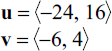 u = ⟨−24, 16⟩
v = ⟨−6, 4⟩